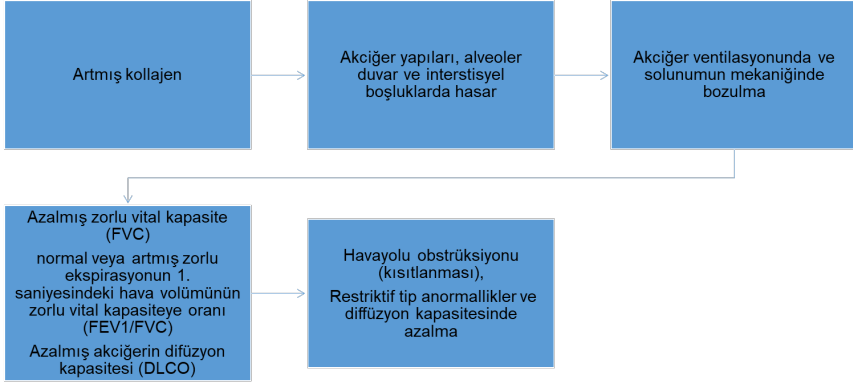 Artmış kollajen
Akciğer yapıları, alveoler
duvar ve interstisyel
boşluklarda hasar
Akciğer ventilasyonunda ve
solunumun mekaniğinde
bozulma
Azalmış zorlu vital kapasite
(FVC)
normal veya artmış zorlu
ekspirasyonun 1.
saniyesindeki hava volümünün
zorlu vital kapasiteye oranı
(FEV1/FVC)
Azalmış akciğerin difüzyon
kapasitesi (DLCO)
Havayolu obstrüksiyonu
(kısıtlanması),
Restriktif tip anormallikler ve
diffüzyon kapasitesinde
azalma